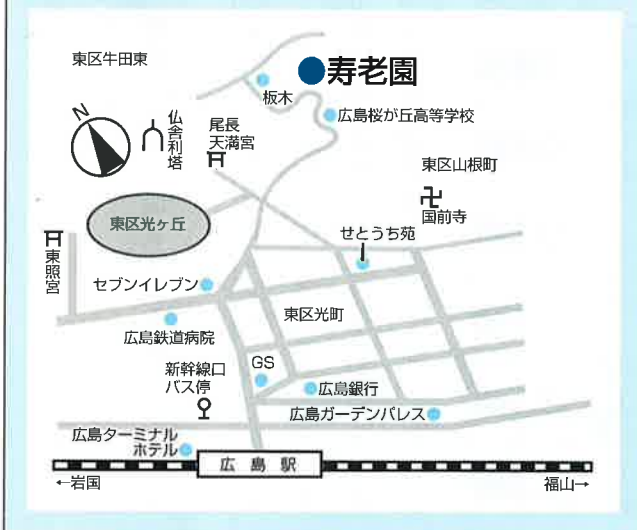 東区牛田東
寿老園
板木
広島桜が丘高等学校
N
仏舎利塔
尾長
天満宮
東区山根町
国前寺
東区光ヶ丘
せとうち苑
東照宮
セブンイレブン
東区光町
広島鉄道病院
新幹線口
バス停
GS
広島銀行
広島ガーデンパレス
広島ターミナル
ホテル
広島駅
←岩国
福山→